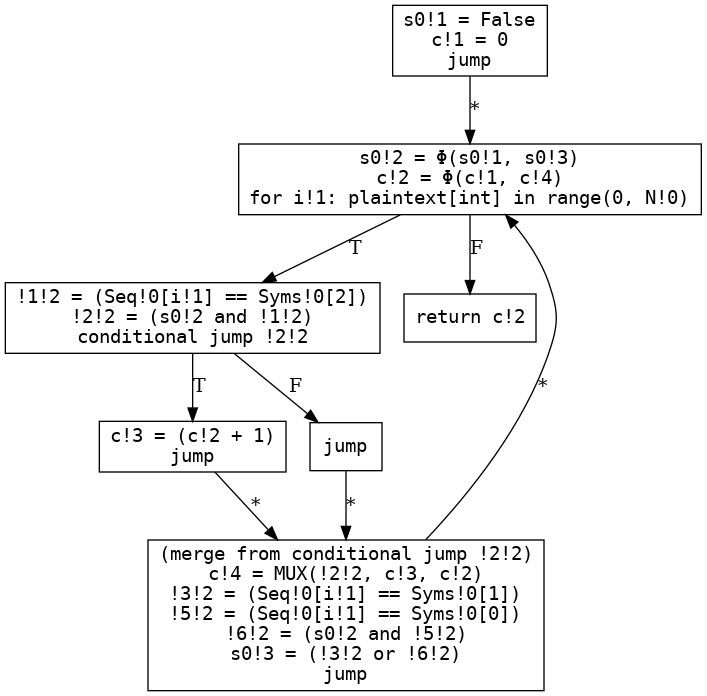 s0!1 = False
c!1 = 0
jump
*
s0!2 = Φ(s0!1, s0!3)
c!2 = Φ(c!1, c!4)
for i!1: plaintext[int] in range(0, N!0)
T
F
!1!2 = (Seq!0[i!1] == Syms!0[2])
!2!2 = (s0!2 and !1!2)
conditional jump !2!2
return c!2
T
F
*
c!3 = (c!2 + 1)
jump
jump
*
*
(merge from conditional jump !2!2)
c!4 = MUX(!2!2, c!3, c!2)
!3!2 = (Seq!0[i!1] == Syms!0[1])
!5!2 = (Seq!0[i!1] == Syms!0[0])
!6!2 = (s0!2 and !5!2)
s0!3 = (!3!2 or !6!2)
jump